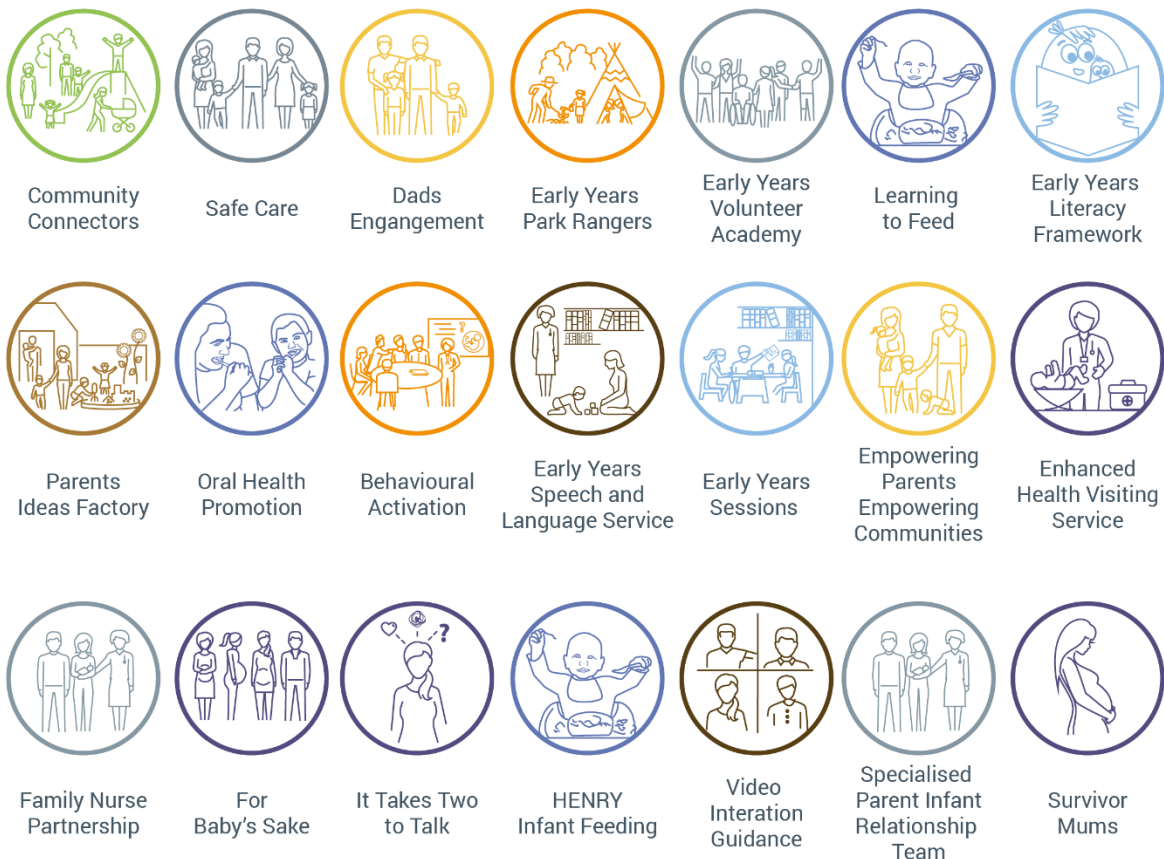 Community
Connectors
Safe Care
Dads
Engangement
Early Years
Park Rangers
Early Years
Volunteer
Academy
Learning
to Feed
Early Years
Literacy
Framework
Parents
Ideas Factory
Oral Health
Promotion
Behavioural
Activation
Early Years
Speech and
Language Service
Early Years
Sessions
Empowering
Parents
Empowering
Communities
Enhanced
Health Visiting
Service
Family Nurse
Partnership
For
Baby's Sake
?
It Takes Two
to Talk
HENRY
Infant Feeding
Video
Interation
Guidance
Specialised
Parent Infant
Relationship
Team
Survivor
Mums